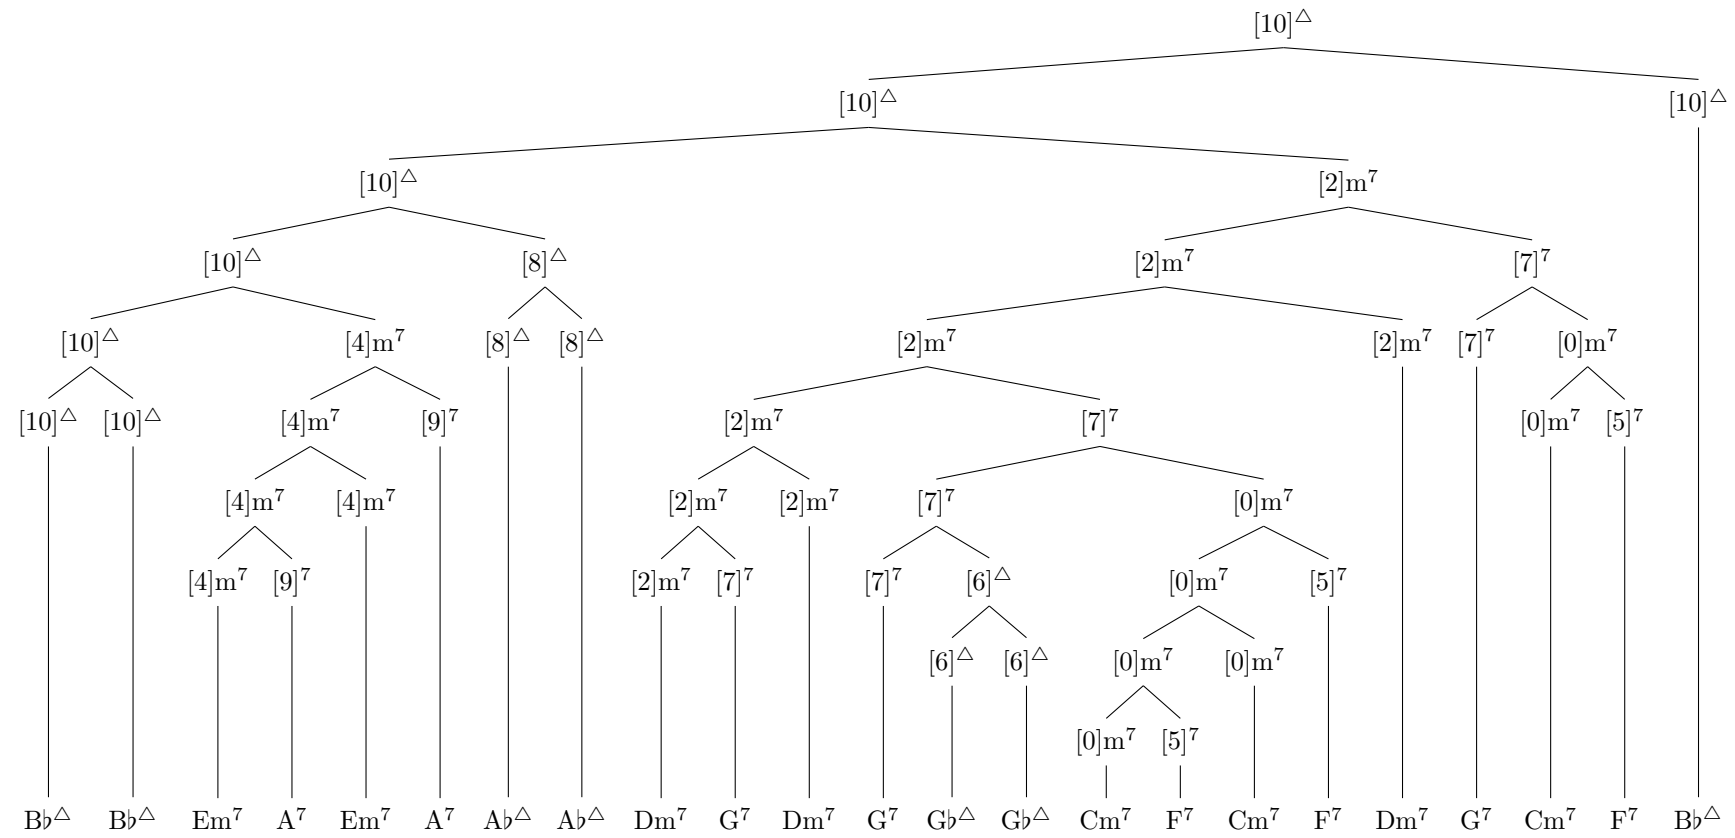 [10]△
[10]△ [10]△
[10]△ [2]m⁷
[10]△ [8]△ [2]m⁷ [7]⁷
[10]△ [4]m⁷ [8]△ [8]△ [2]m⁷ [2]m⁷ [7]⁷ [0]m⁷
[10]△ [10]△ [4]m⁷ [9]⁷ [2]m⁷ [7]⁷ [0]m⁷ [5]⁷
[4]m⁷ [4]m⁷ [2]m⁷ [2]m⁷ [7]⁷ [0]m⁷
[4]m⁷ [9]⁷ [2]m⁷ [7]⁷ [7]⁷ [6]△ [0]m⁷ [5]⁷
[6]△ [6]△ [0]m⁷ [0]m⁷
[0]m⁷ [5]⁷
B♭△ B♭△ Em⁷ A⁷ Em⁷ A⁷ A♭△ A♭△ Dm⁷ G⁷ Dm⁷ G⁷ G♭△ G♭△ Cm⁷ F⁷ Cm⁷ F⁷ Dm⁷ G⁷ Cm⁷ F⁷ B♭△